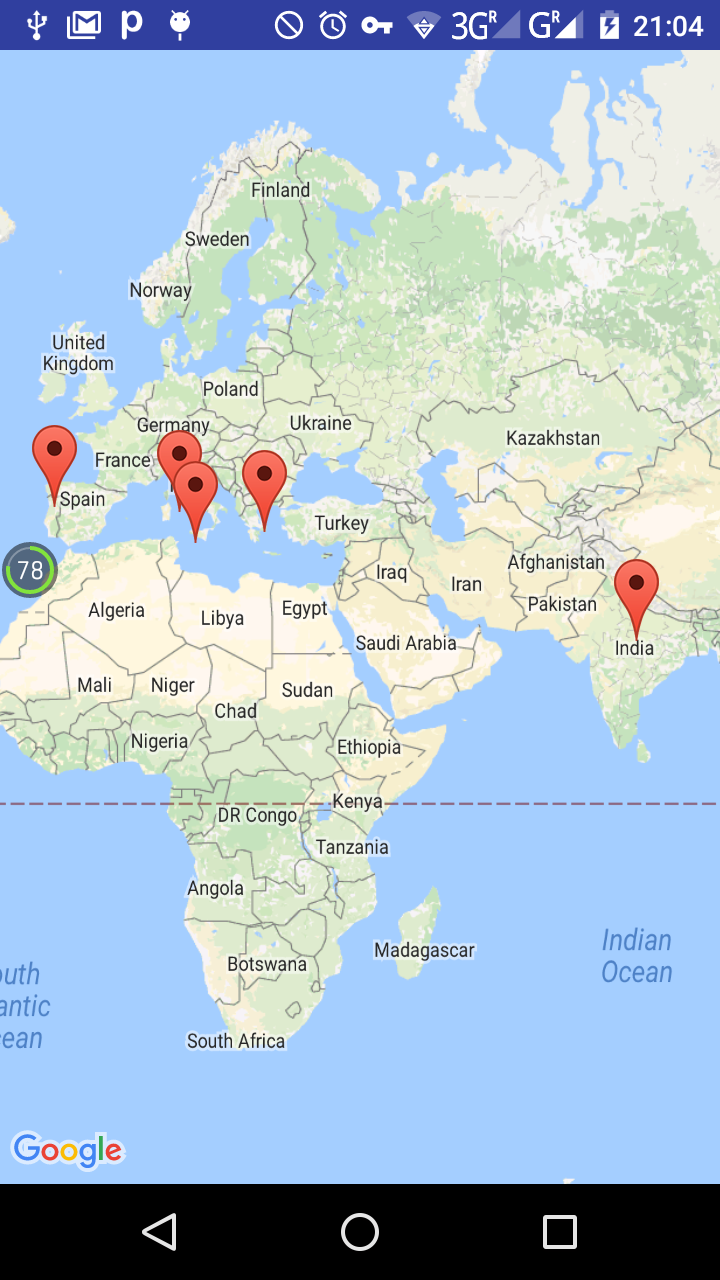 3G R G R 21:04
Finland
Sweden
Norway
United
Kingdom
Poland
Germany
Ukraine
France
Kazakhstan
Spain
Turkey
78
Afghanistan
Iraq
Iran
Pakistan
Algeria
Libya
Egypt
Saudi Arabia
India
Mali
Niger
Sudan
Chad
Nigeria
Ethiopia
Kenya
DR Congo
Tanzania
Angola
Madagascar
Indian
Ocean
Botswana
outh
antic
cean
South Africa
Google